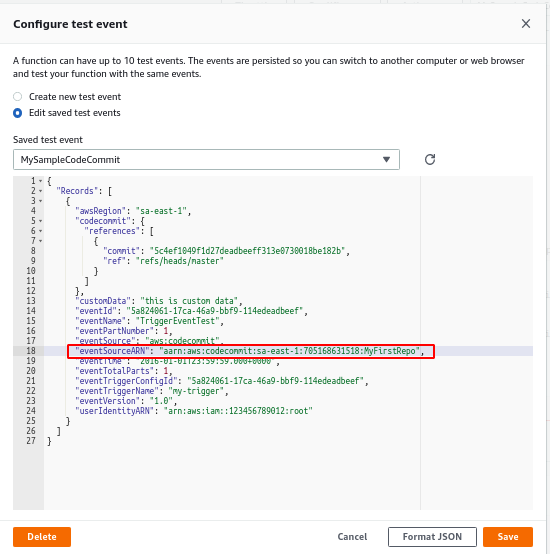 Configure test event
A function can have up to 10 test events. The events are persisted so you can switch to another computer or web browser
and test your function with the same events.
Create new test event
Edit saved test events
Saved test event
MySampleCodeCommit
1 {
2 "Records": [
3 {
4 "awsRegion": "sa-east-1",
5 "codecommit": {
6 "references": [
7 {
8 "commit": "5c4ef1049f1d27deadbeeff313e0730018be182b",
9 "ref": "refs/heads/master"
10 }
11 ]
12 },
13 "customData": "this is custom data",
14 "eventId": "5a824061-17ca-46a9-bbf9-114edeadbeef",
15 "eventName": "TriggerEventTest",
16 "eventPartNumber": 1,
17 "eventSource": "aws:codecommit",
18 "eventSourceARN": "aarn:aws:codecommit:sa-east-1:705168631518:MyFirstRepo",
19 "eventTime": "2016-01-01T23:59:59.000+0000",
20 "eventTotalParts": 1,
21 "eventTriggerConfigId": "5a824061-17ca-46a9-bbf9-114edeadbeef",
22 "eventTriggerName": "my-trigger",
23 "eventVersion": "1.0",
24 "userIdentityARN": "arn:aws:iam::123456789012:root"
25 }
26 ]
27 }
Delete
Cancel
Format JSON
Save